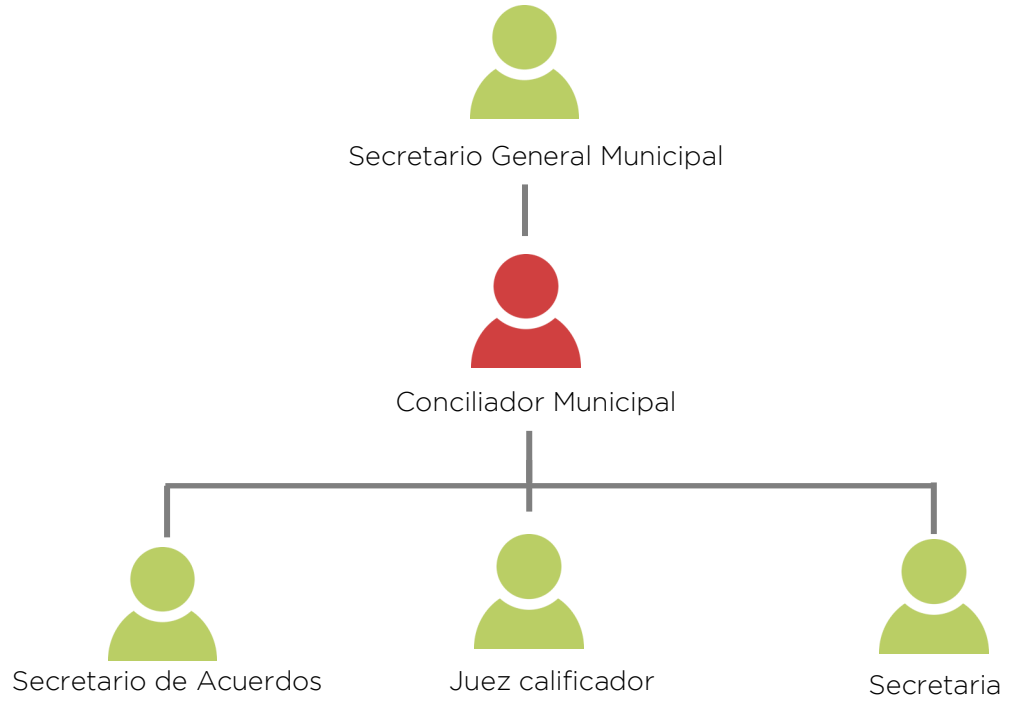 Secretario General Municipal
Conciliador Municipal
Secretario de Acuerdos
Juez calificador
Secretaria